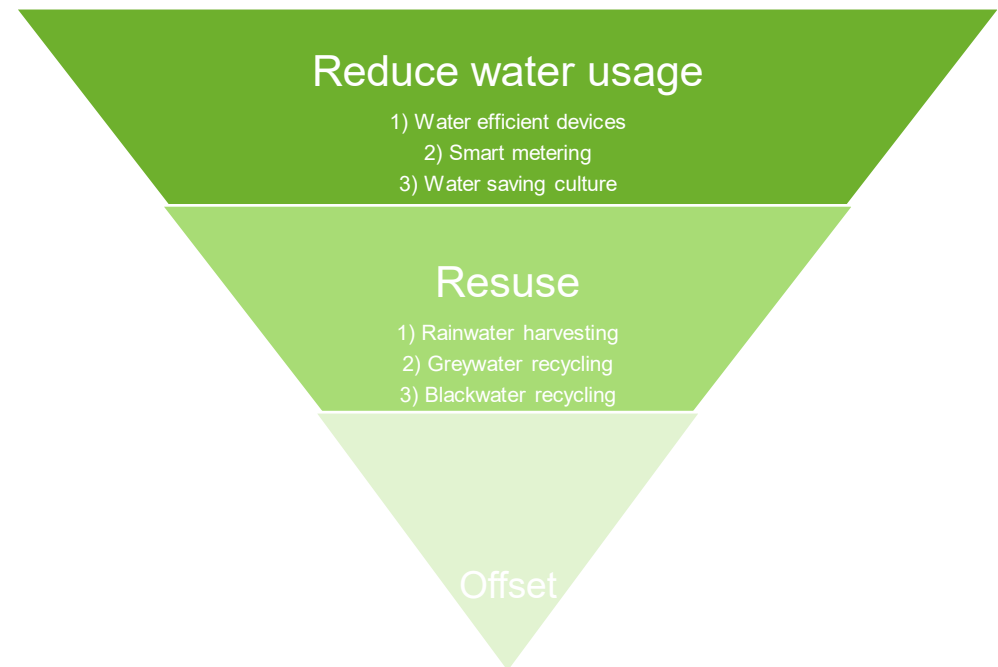 Reduce water usage
1) Water efficient devices
2) Smart metering
3) Water saving culture
Resuse
1) Rainwater harvesting
2) Greywater recycling
3) Blackwater recycling
Offset